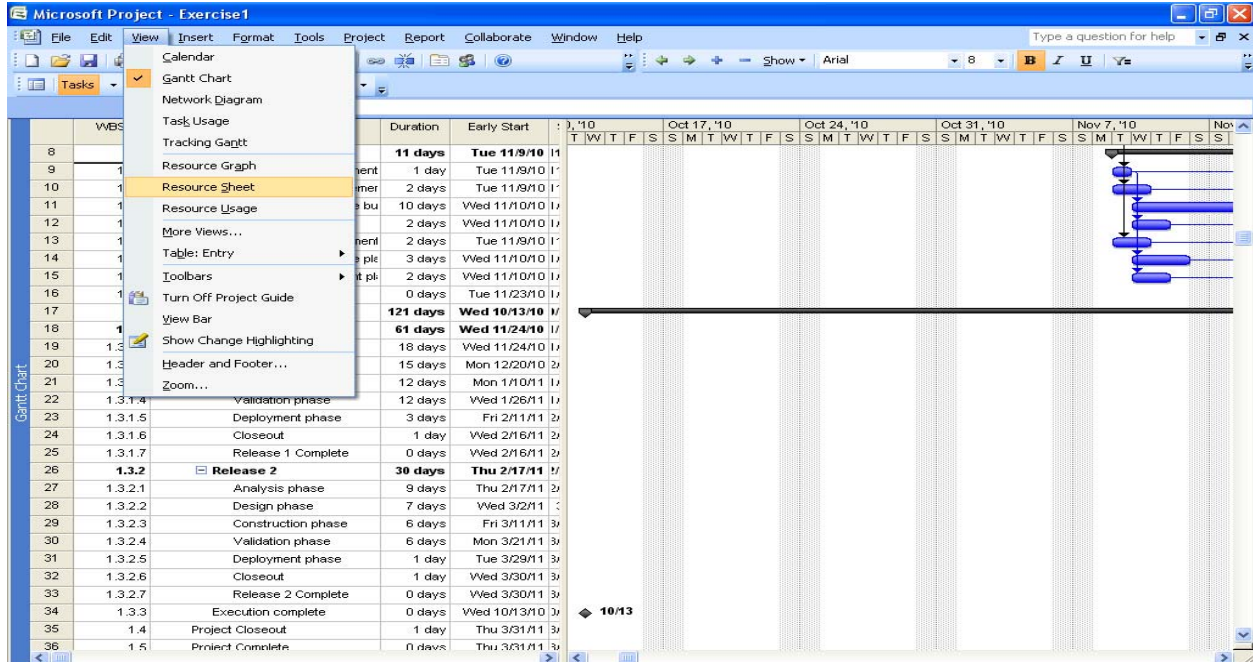 Microsoft Project - Exercise1
File Edit View Insert Format Tools Project Report Collaborate Window Help Type a question for help
Show Arial 8 B I U
Tasks
Calendar
Gantt Chart
Network Diagram
Task Usage
Tracking Gantt
Resource Graph
Resource Sheet
Resource Usage
More Views...
Table: Entry
Toolbars
Turn Off Project Guide
View Bar
Show Change Highlighting
Header and Footer...
Zoom...
WBS Duration Early Start , '10 Oct 17, '10 Oct 24, '10 Oct 31, '10 Nov 7, '10 Nov
T W T F S S M T W T F S S M T W T F S S M T W T F S S M T W T F S S
8 11 days Tue 11/9/10
9 1 1 day Tue 11/9/10
10 1 2 days Tue 11/9/10
11 1 10 days Wed 11/10/10
12 1 2 days Wed 11/10/10
13 1 2 days Tue 11/9/10
14 1 3 days Wed 11/10/10
15 1 2 days Wed 11/10/10
16 1 0 days Tue 11/23/10
17 121 days Wed 10/13/10
18 1 61 days Wed 11/24/10
19 1.3 18 days Wed 11/24/10
20 1.3 15 days Mon 12/20/10
21 1.3 12 days Mon 1/10/11
22 1.3.1.4 Validation phase 12 days Wed 1/26/11
23 1.3.1.5 Deployment phase 3 days Fri 2/11/11
24 1.3.1.6 Closeout 1 day Wed 2/16/11
25 1.3.1.7 Release 1 Complete 0 days Wed 2/16/11
26 1.3.2 Release 2 30 days Thu 2/17/11
27 1.3.2.1 Analysis phase 9 days Thu 2/17/11
28 1.3.2.2 Design phase 7 days Wed 3/2/11
29 1.3.2.3 Construction phase 6 days Fri 3/11/11
30 1.3.2.4 Validation phase 6 days Mon 3/21/11
31 1.3.2.5 Deployment phase 1 day Tue 3/29/11
32 1.3.2.6 Closeout 1 day Wed 3/30/11
33 1.3.2.7 Release 2 Complete 0 days Wed 3/30/11
34 1.3.3 Execution complete 0 days Wed 10/13/10 10/13
35 1.4 Project Closeout 1 day Thu 3/31/11
36 1.5 Project Complete 0 days Thu 3/31/11
Gantt Chart